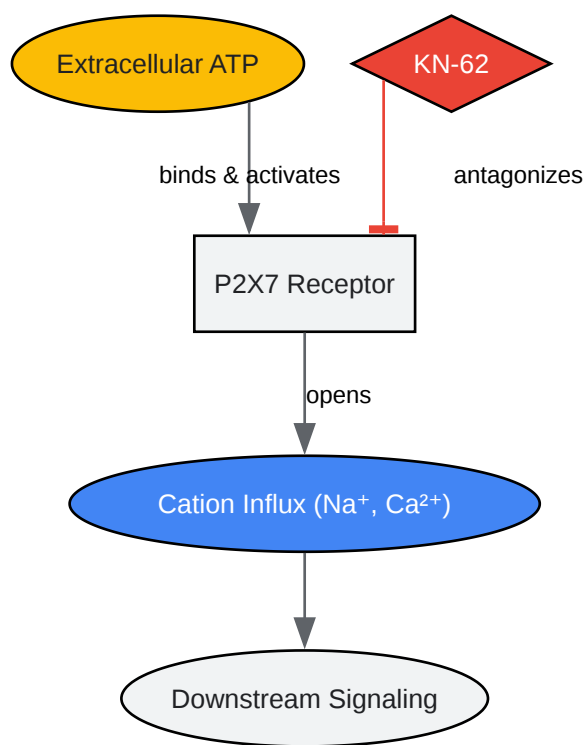 Extracellular ATP
KN-62
binds & activates
antagonizes
P2X7 Receptor
opens
Cation Influx (Na⁺, Ca²⁺)
Downstream Signaling